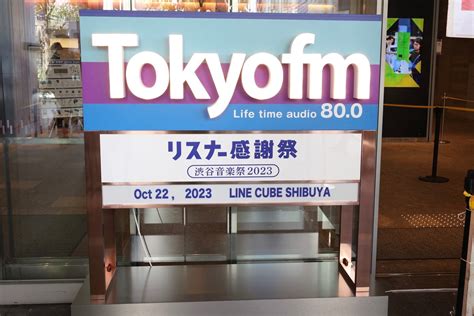 Tokyofm
Life time audio 80.0
リスナー感謝祭
渋谷音楽祭2023
Oct 22, 2023 LINE CUBE SHIBUYA